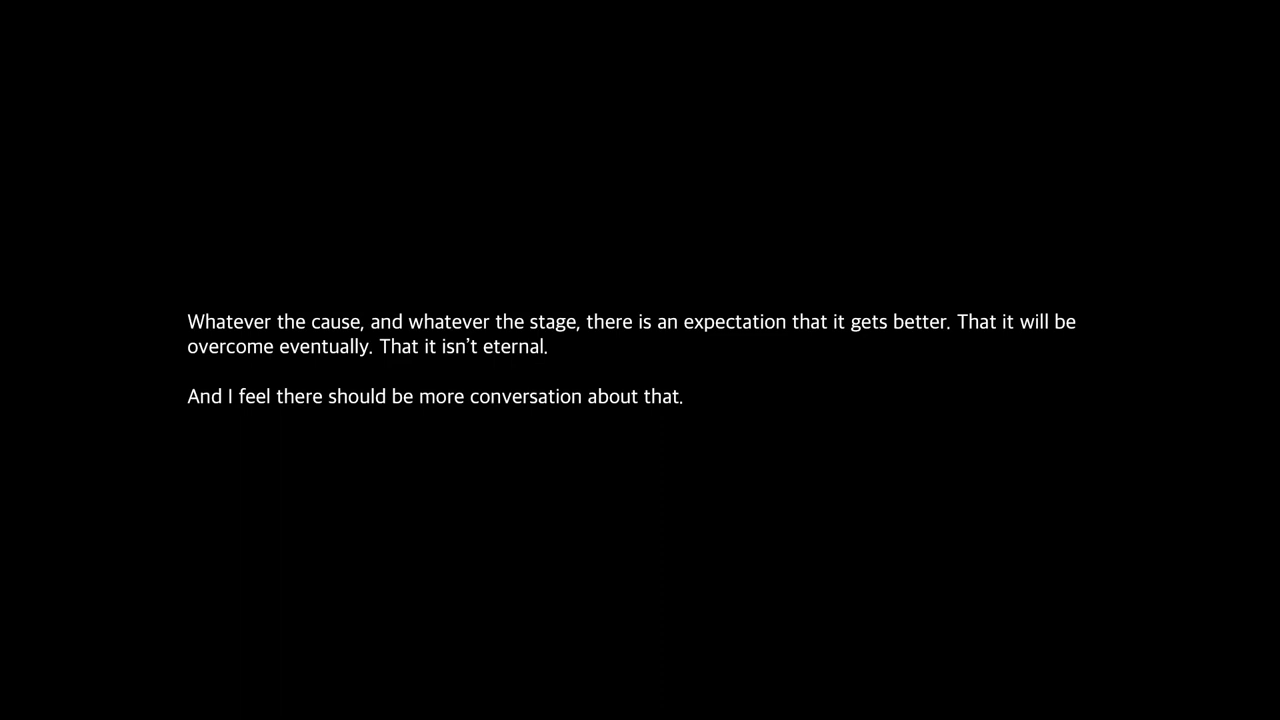 Whatever the cause, and whatever the stage, there is an expectation that it gets better. That it will be
overcome eventually. That it isn’t eternal.
And I feel there should be more conversation about that.